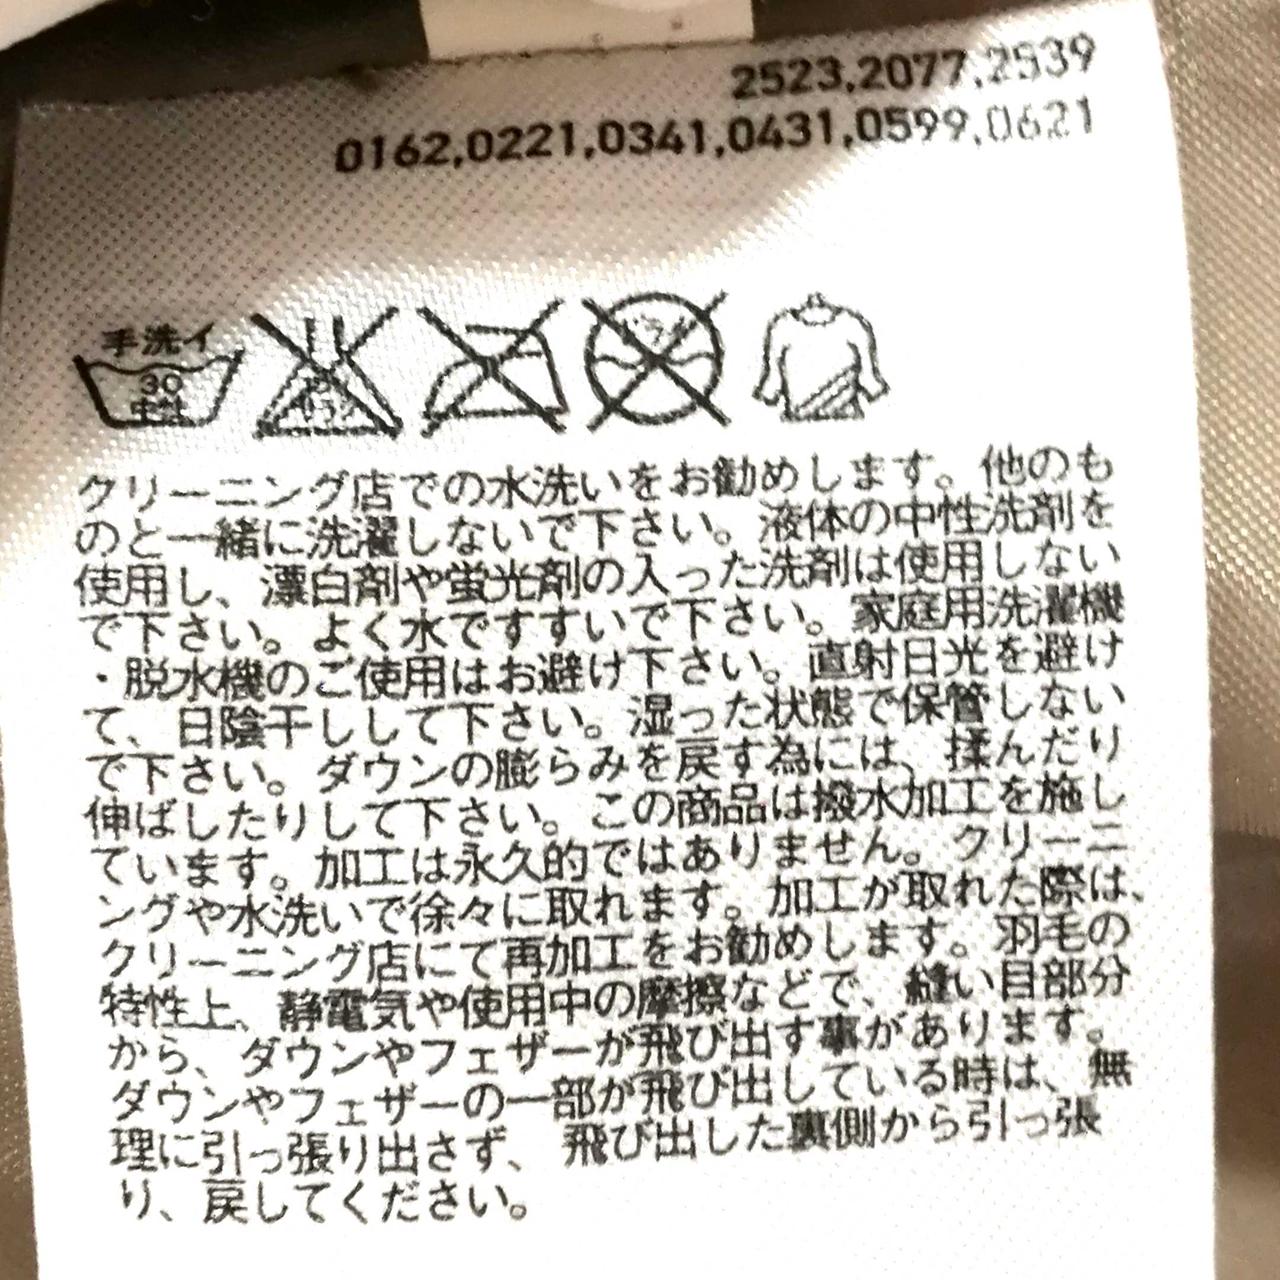 2523,2077,2539
0162,0221,0341,0431,0599,0621
手洗イ
30
中性
エンソ
サラシ
ドライ
クリーニング店での水洗いをお勧めします。他のも
のと一緒に洗濯しないで下さい。液体の中性洗剤を
使用し、漂白剤や蛍光剤の入った洗剤は使用しない
で下さい。よく水ですすいで下さい。家庭用洗濯機
・脱水機のご使用はお避け下さい。直射日光を避け
て、日陰干しして下さい。湿った状態で保管しない
で下さい。ダウンの膨らみを戻す為には、揉んだり
伸ばしたりして下さい。この商品は撥水加工を施し
ています。加工は永久的ではありません。クリーニ
ングや水洗いで徐々に取れます。加工が取れた際は、
クリーニング店にて再加工をお勧めします。羽毛の
特性上、静電気や使用中の摩擦などで、縫い目部分
から、ダウンやフェザーが飛び出す事があります。
ダウンやフェザーの一部が飛び出している時は、無
理に引っ張り出さず、飛び出した裏側から引っ張
り、戻してください。